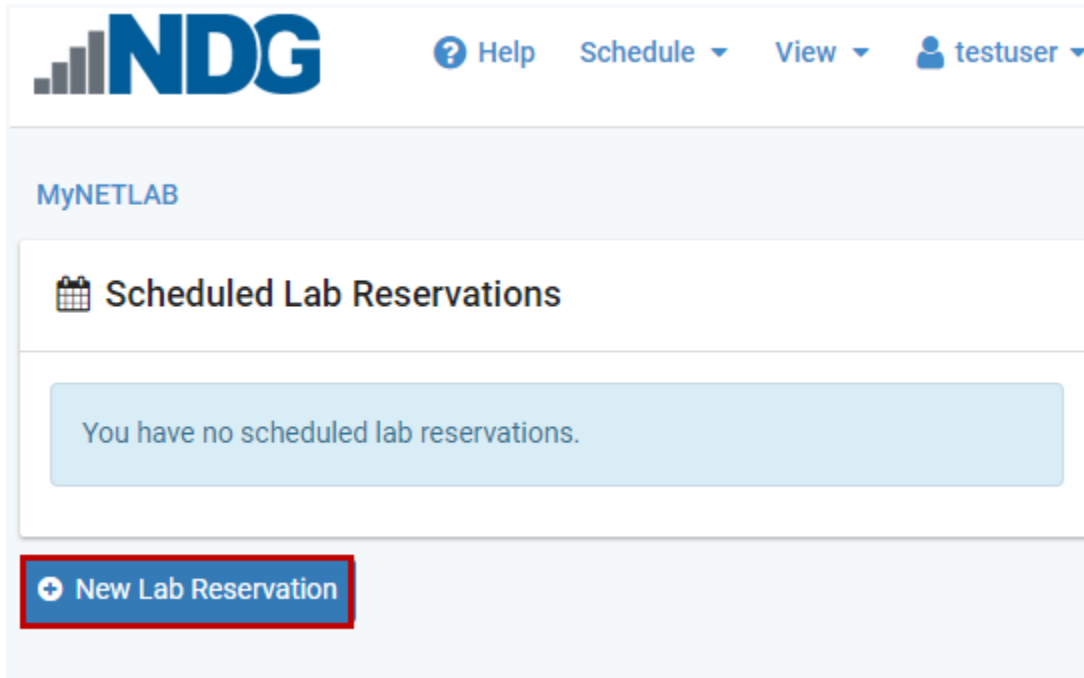 NDG
Help Schedule View testuser
MyNETLAB
Scheduled Lab Reservations
You have no scheduled lab reservations.
New Lab Reservation